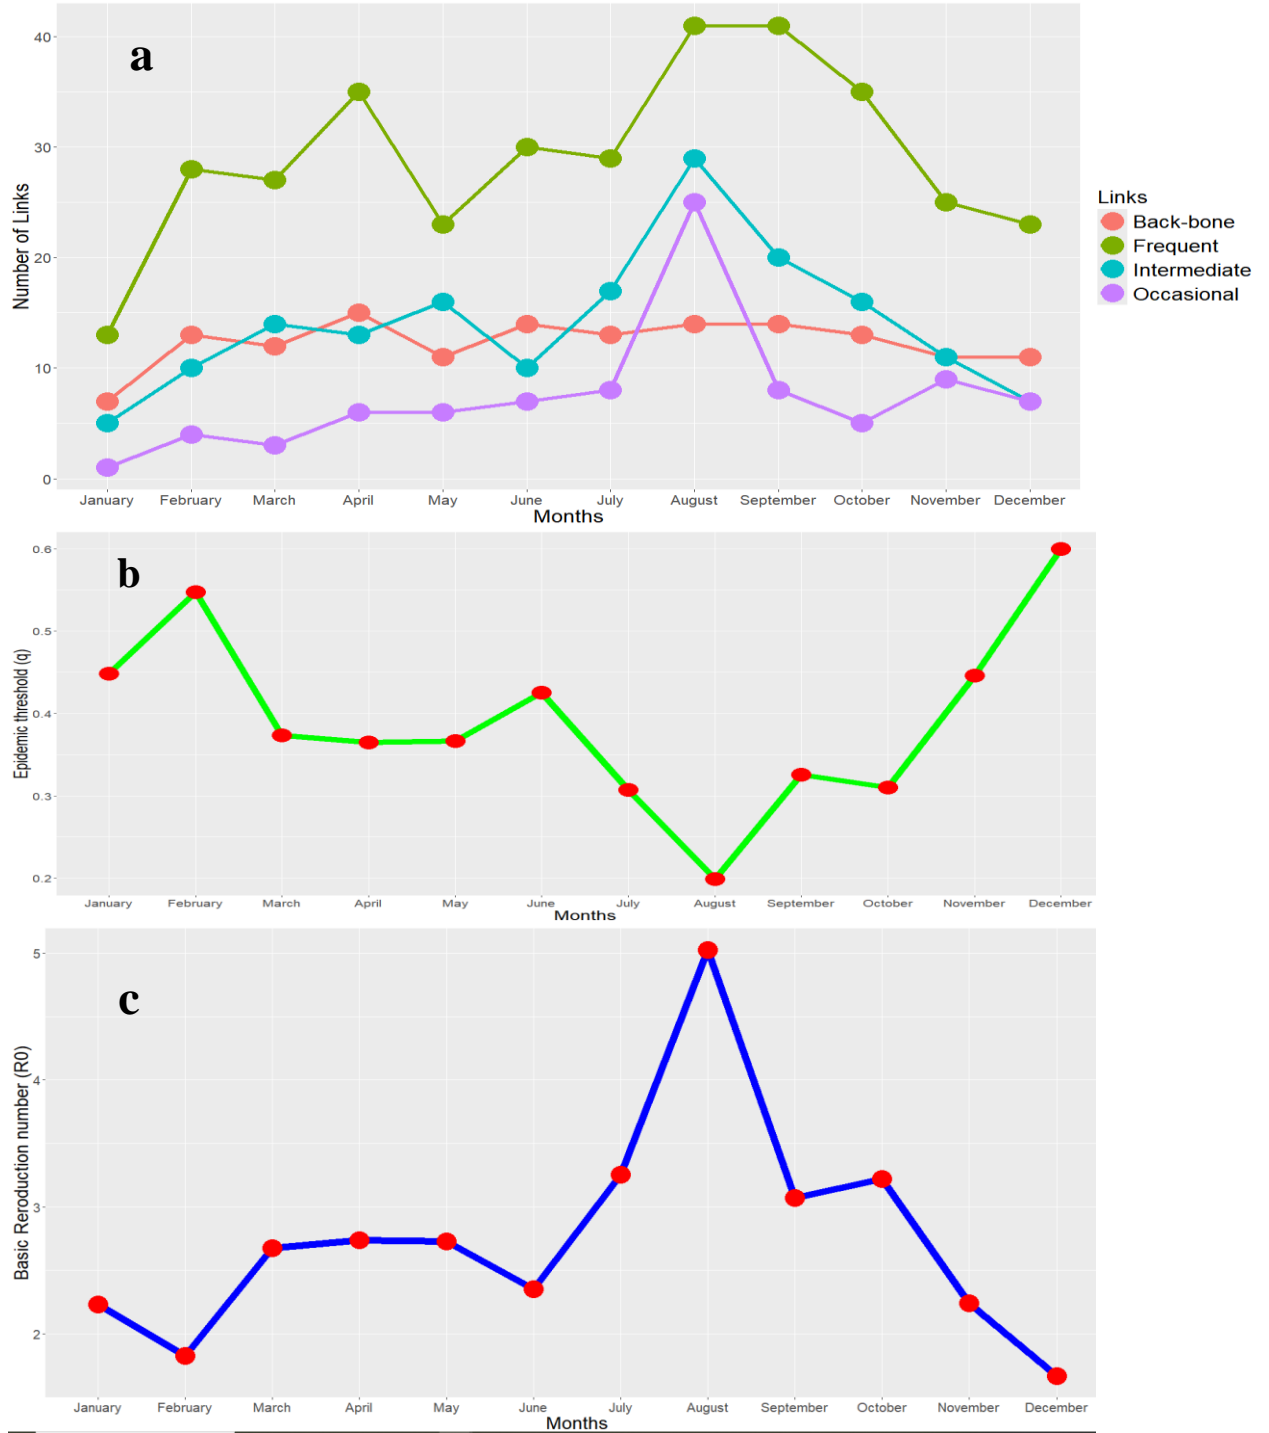 a
40
30
20
10
0
Number of Links
January February March April May June July August September October November December
Months
Links
Back-bone
Frequent
Intermediate
Occasional
b
0.6
0.5
0.4
0.3
0.2
Epidemic threshold (q)
January February March April May June July August September October November December
Months
c
5
4
3
2
Basic Reroduction number (R0)
January February March April May June July August September October November December
Months